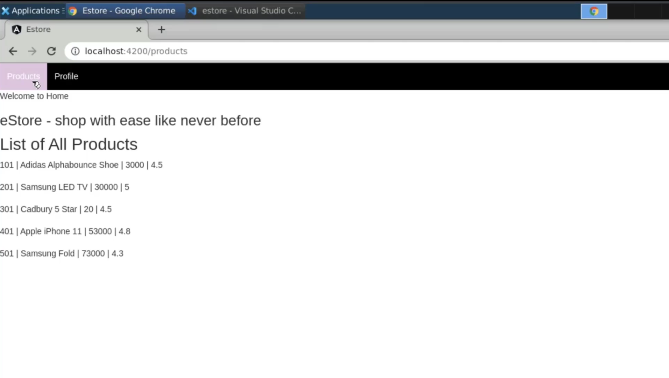 Applications
Estore - Google Chrome
estore - Visual Studio C...
Estore
localhost:4200/products
Products
Profile
Welcome to Home
eStore - shop with ease like never before
List of All Products
101 | Adidas Alphabounce Shoe | 3000 | 4.5
201 | Samsung LED TV | 30000 | 5
301 | Cadbury 5 Star | 20 | 4.5
401 | Apple iPhone 11 | 53000 | 4.8
501 | Samsung Fold | 73000 | 4.3